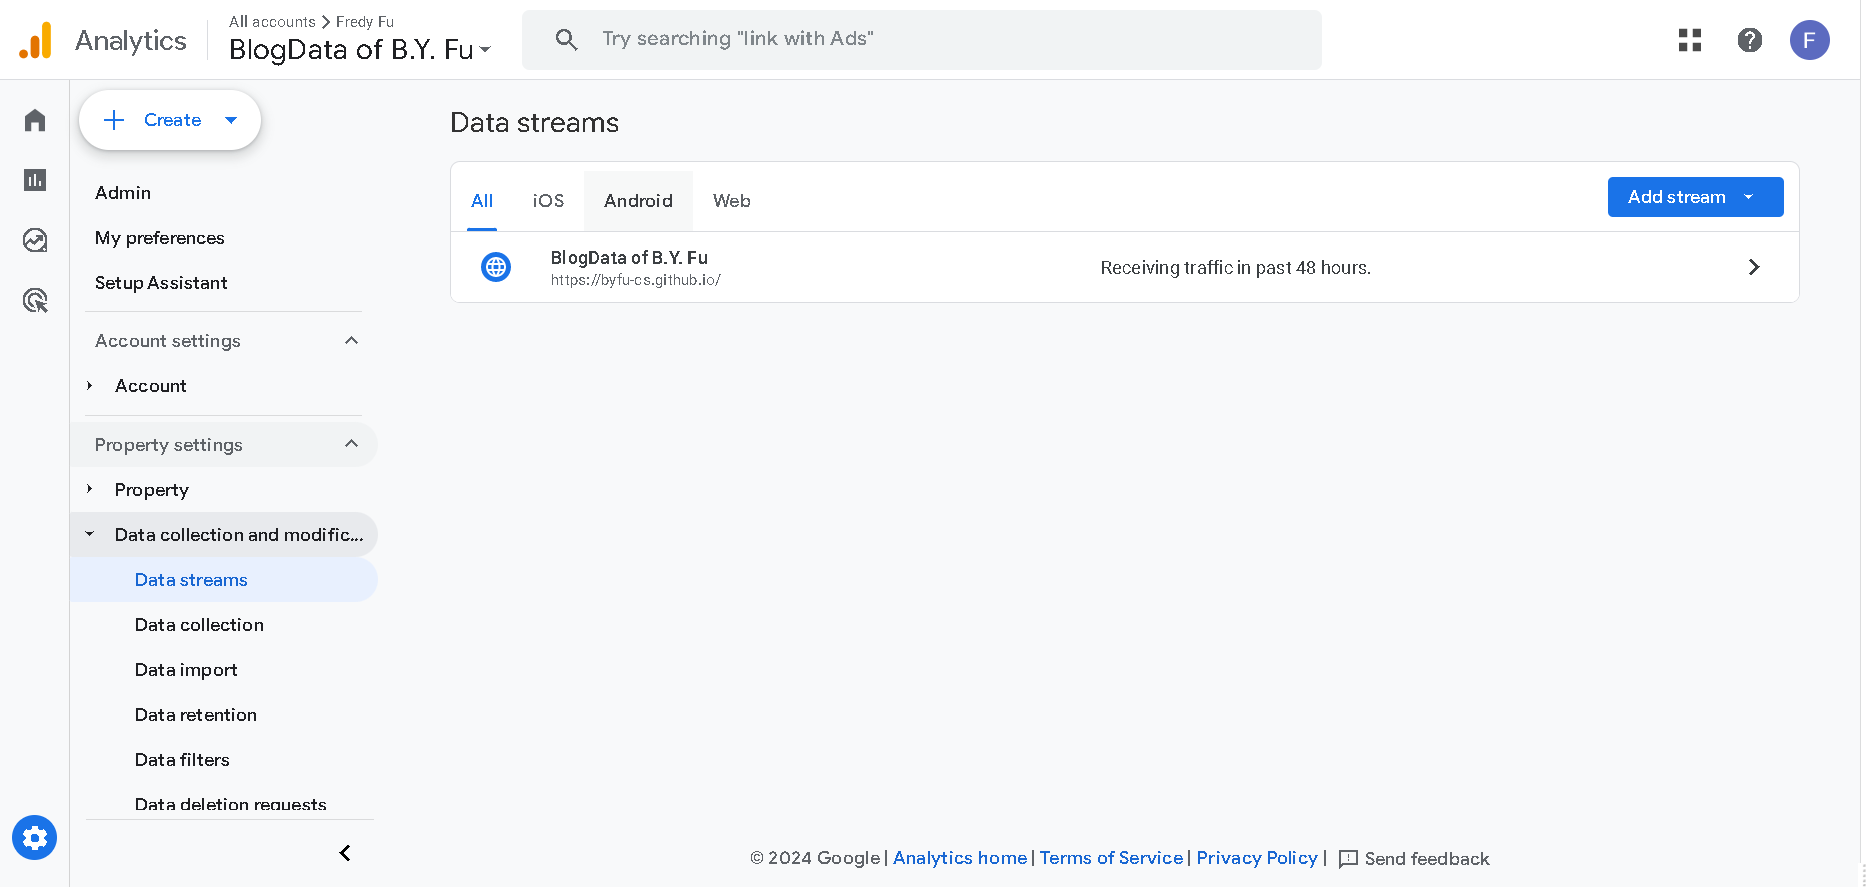 Analytics
All accounts > Fredy Fu
BlogData of B.Y. Fu
Try searching "link with Ads"
F
Create
Admin
My preferences
Setup Assistant
Account settings
Account
Property settings
Property
Data collection and modific...
Data streams
Data collection
Data import
Data retention
Data filters
Data deletion requests
Data streams
All iOS Android Web
Add stream
BlogData of B.Y. Fu
https://byfu-cs.github.io/
Receiving traffic in past 48 hours.
© 2024 Google | Analytics home | Terms of Service | Privacy Policy | Send feedback